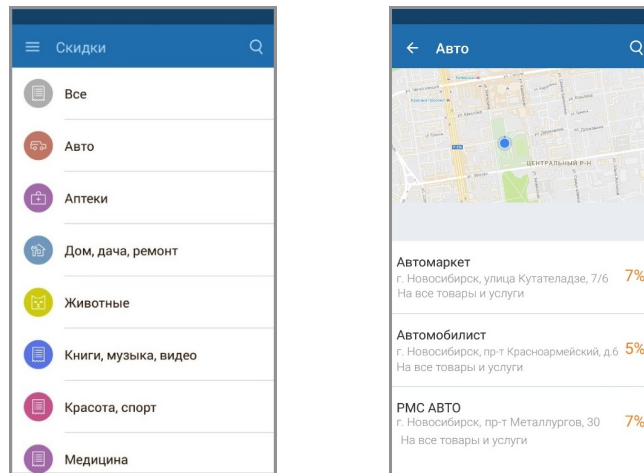 Скидки
Все
Авто
Аптеки
Дом, дача, ремонт
Животные
Книги, музыка, видео
Красота, спорт
Медицина
Авто
ЦЕНТРАЛЬНЫЙ Р-Н
Автомаркет
г. Новосибирск, улица Кутателадзе, 7/6 7%
На все товары и услуги
Автомобилист
г. Новосибирск, пр-т Красноармейский, д.6 5%
На все товары и услуги
РМС АВТО
г. Новосибирск, пр-т Металлургов, 30 7%
На все товары и услуги